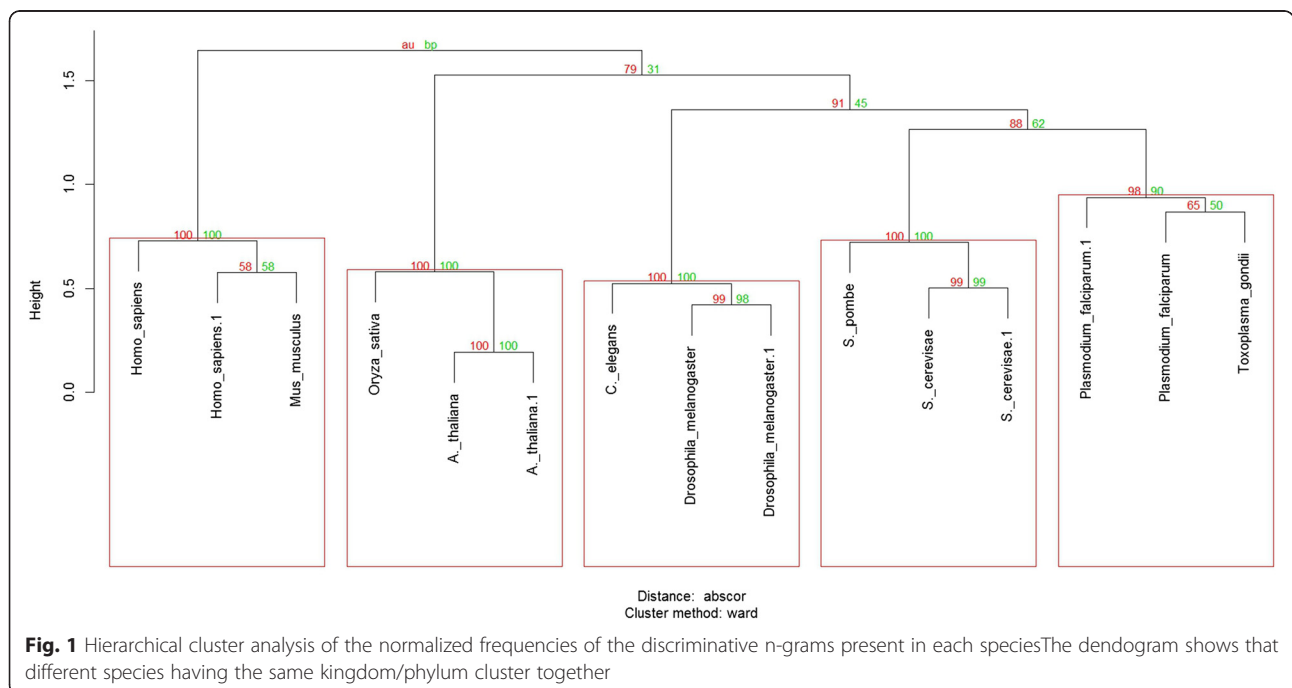 au bp
79 31
1.5
91 45
88 62
1.0
98 90
65 50
100 100
100 100
58 58
100 100
100 100
99 98
99 99
100 100
0.5
0.0
Height
Homo_sapiens
Homo_sapiens.1
Mus_musculus
Oryza_sativa
A._thaliana
A._thaliana.1
C._elegans
Drosophila_melanogaster
Drosophila_melanogaster.1
S._pombe
S._cerevisae
S._cerevisae.1
Plasmodium_falciparum.1
Plasmodium_falciparum
Toxoplasma_gondii
Distance: abscor
Cluster method: ward
Fig. 1 Hierarchical cluster analysis of the normalized frequencies of the discriminative n-grams present in each speciesThe dendogram shows that
different species having the same kingdom/phylum cluster together